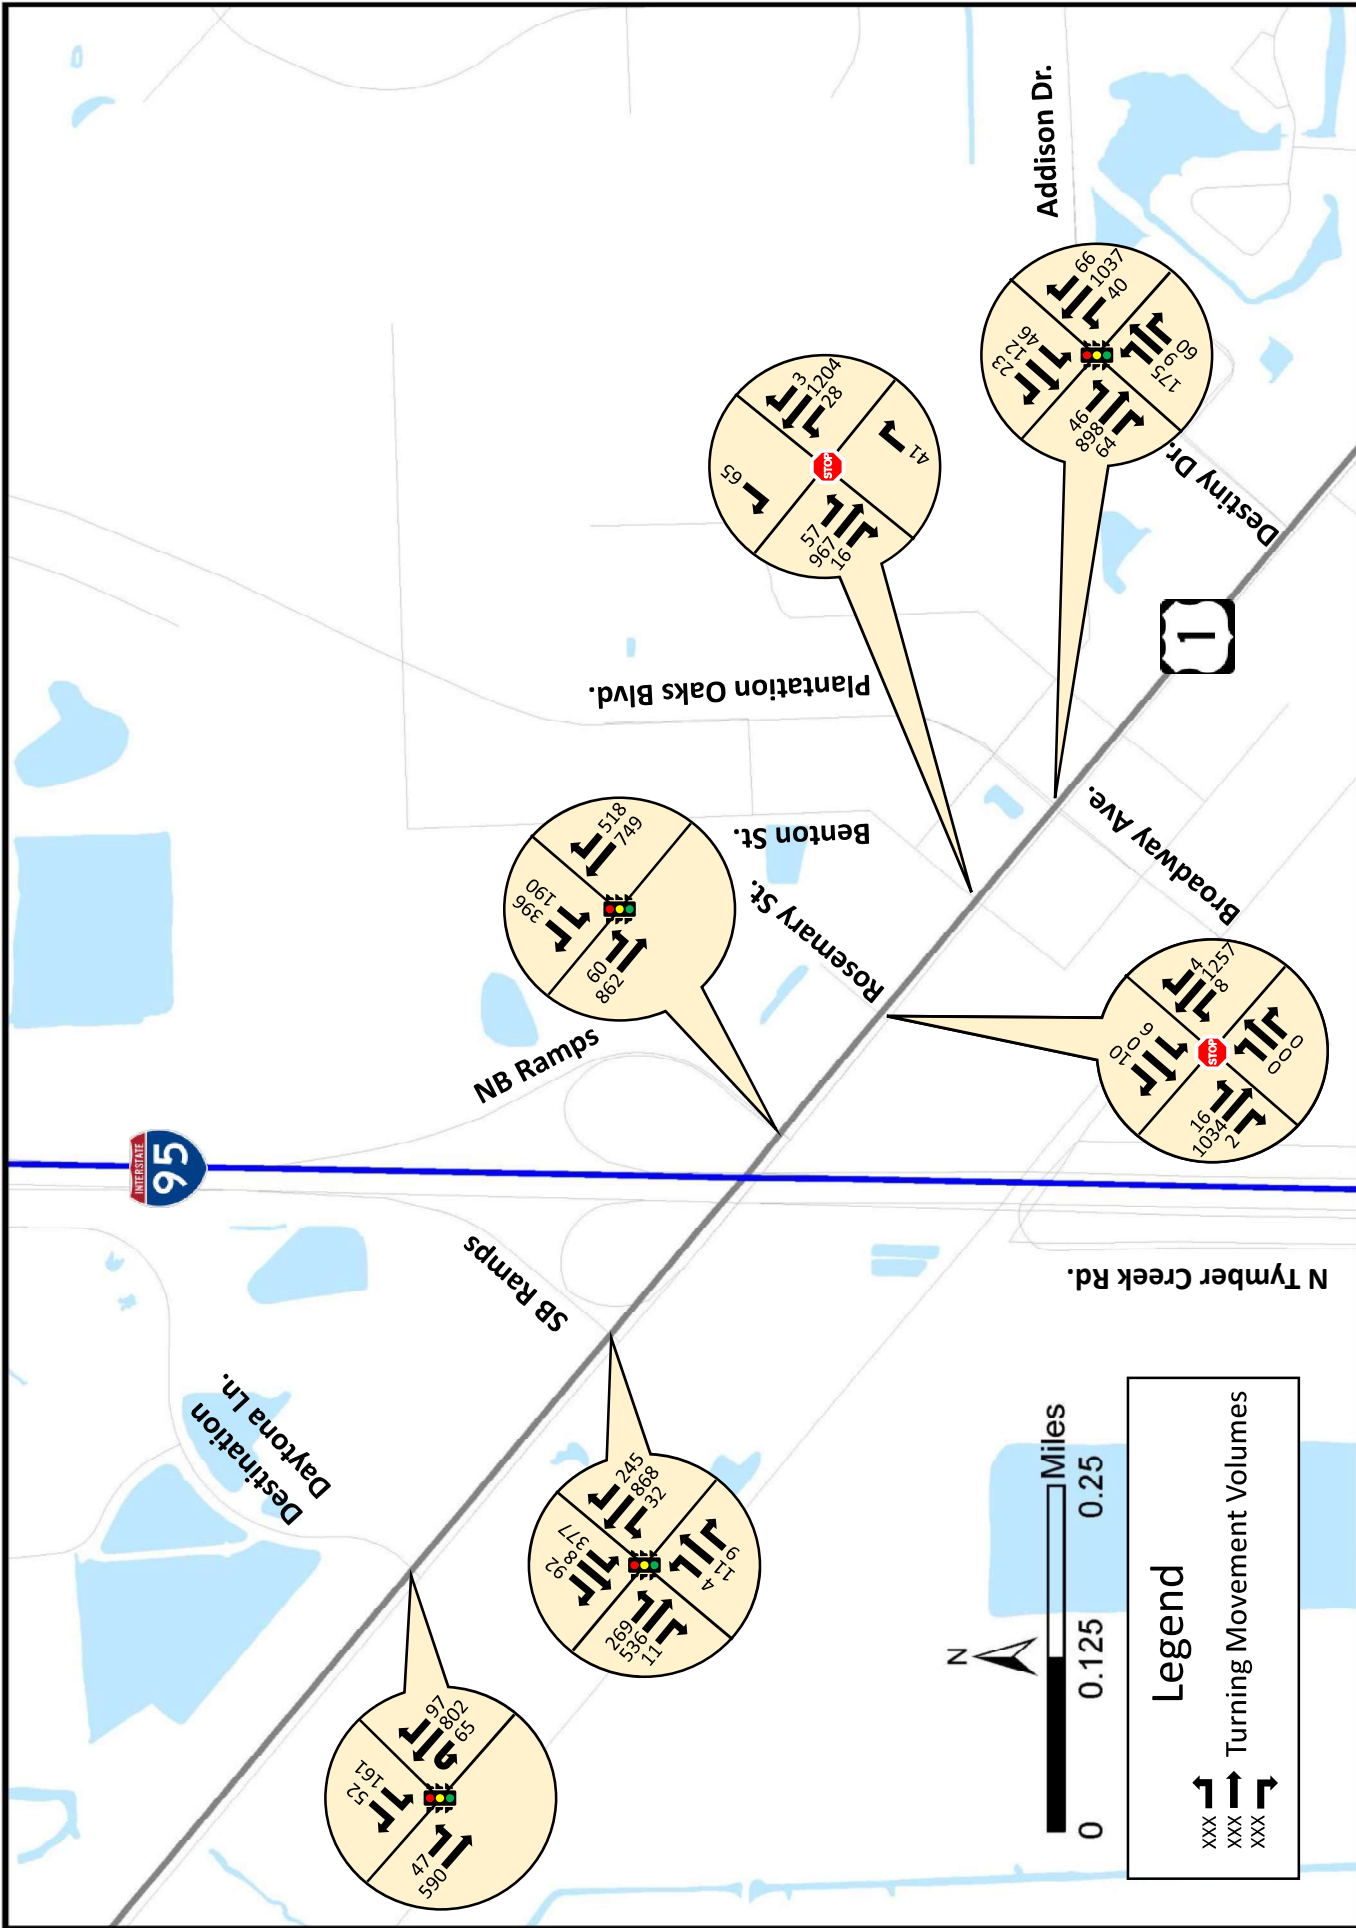 Destination
Daytona Ln.
SB Ramps
INTERSTATE
95
NB Ramps
Rosemary St.
Benton St.
Plantation Oaks Blvd.
Broadway Ave.
Destiny Dr.
Addison Dr.
N Tymber Creek Rd.
1
52
161
97
802
65
47
590
92
8
377
245
868
32
269
536
11
4
11
9
396
190
518
749
60
862
10
0
6
4
1257
8
16
1034
2
0
0
0
STOP
65
3
1204
28
57
967
16
41
STOP
23
12
46
66
1037
40
46
898
64
175
9
60
N
0 0.125 0.25
Miles
Legend
XXX
XXX Turning Movement Volumes
XXX